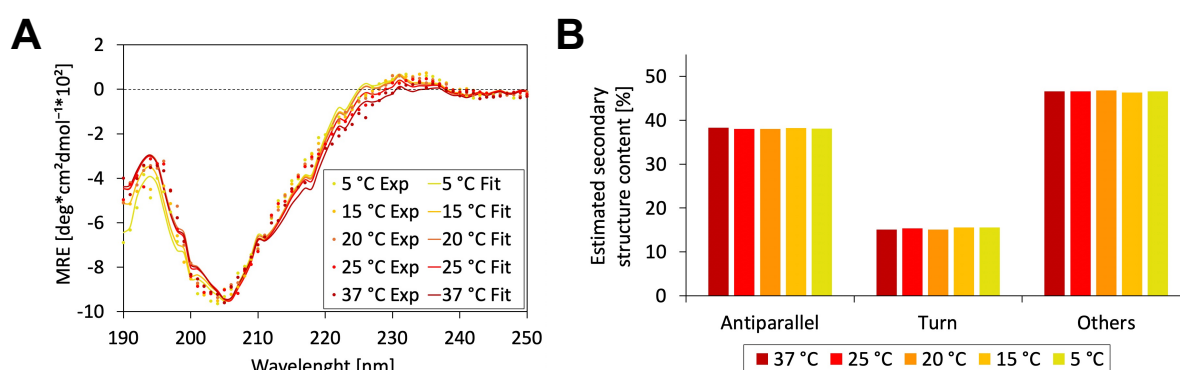 A
MRE [deg*cm²dmol⁻¹*10²]
2
0
-2
-4
-6
-8
-10
190 200 210 220 230 240 250
Wavelenght [nm]
5 °C Exp 5 °C Fit
15 °C Exp 15 °C Fit
20 °C Exp 20 °C Fit
25 °C Exp 25 °C Fit
37 °C Exp 37 °C Fit
B
Estimated secondary
structure content [%]
50
40
30
20
10
0
Antiparallel Turn Others
37 °C 25 °C 20 °C 15 °C 5 °C